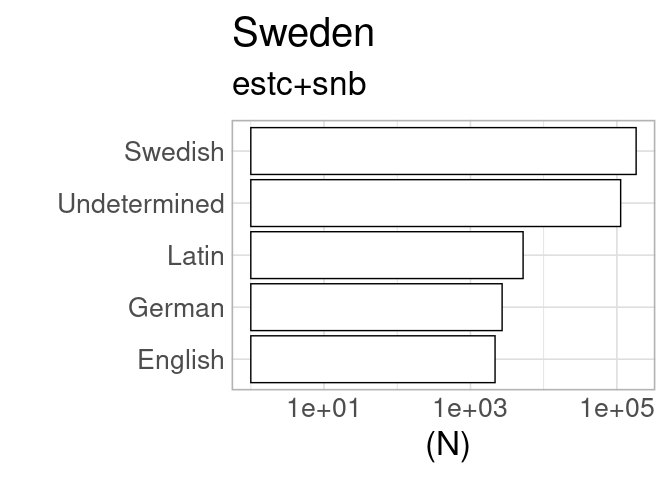 Sweden
estc+snb
Swedish
Undetermined
Latin
German
English
1e+01 1e+03 1e+05
(N)